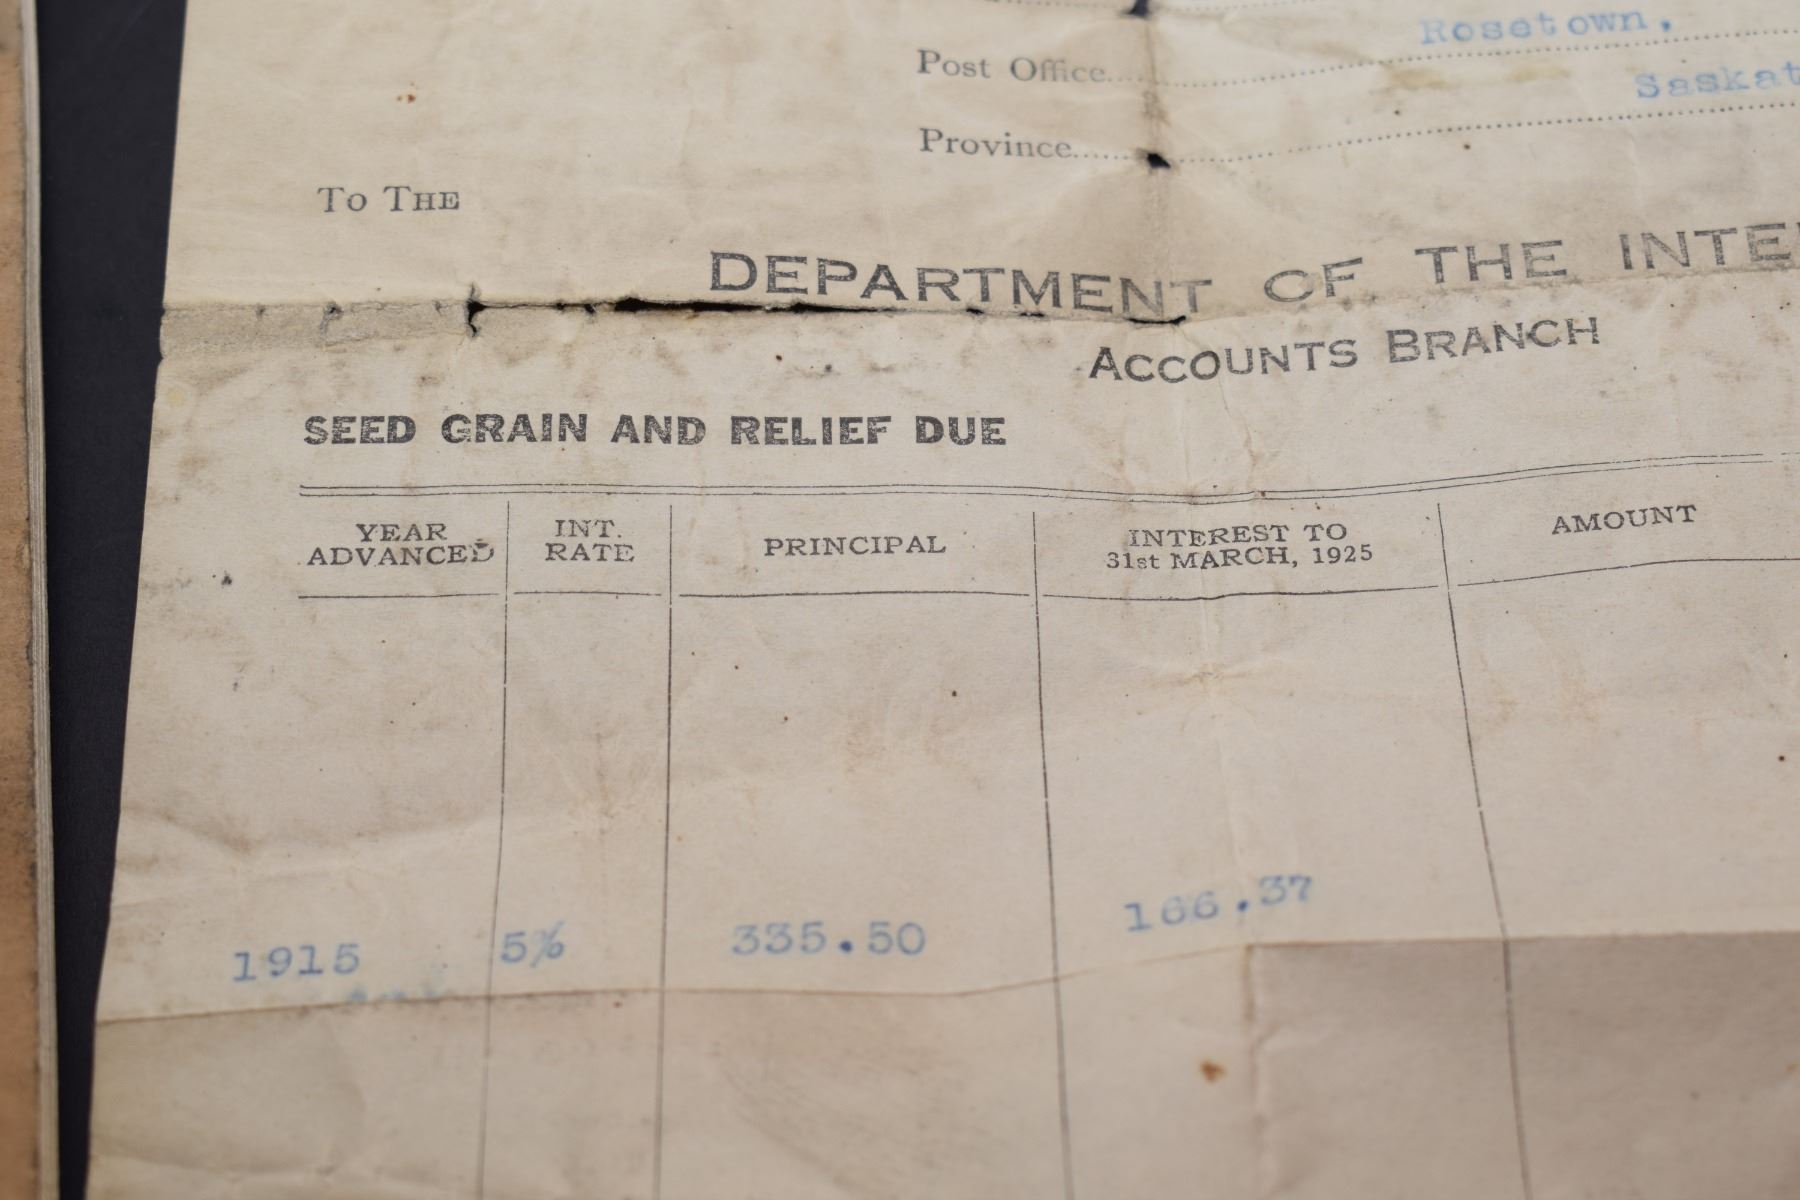 Rosetown.
Post Office
Saskat
Province
To The
DEPARTMENT OF THE INTE
ACCOUNTS BRANCH
SEED GRAIN AND RELIEF DUE
YEAR ADVANCED
INT. RATE
PRINCIPAL
INTEREST TO 31st MARCH, 1925
AMOUNT
1915 5% 335.50 166.37